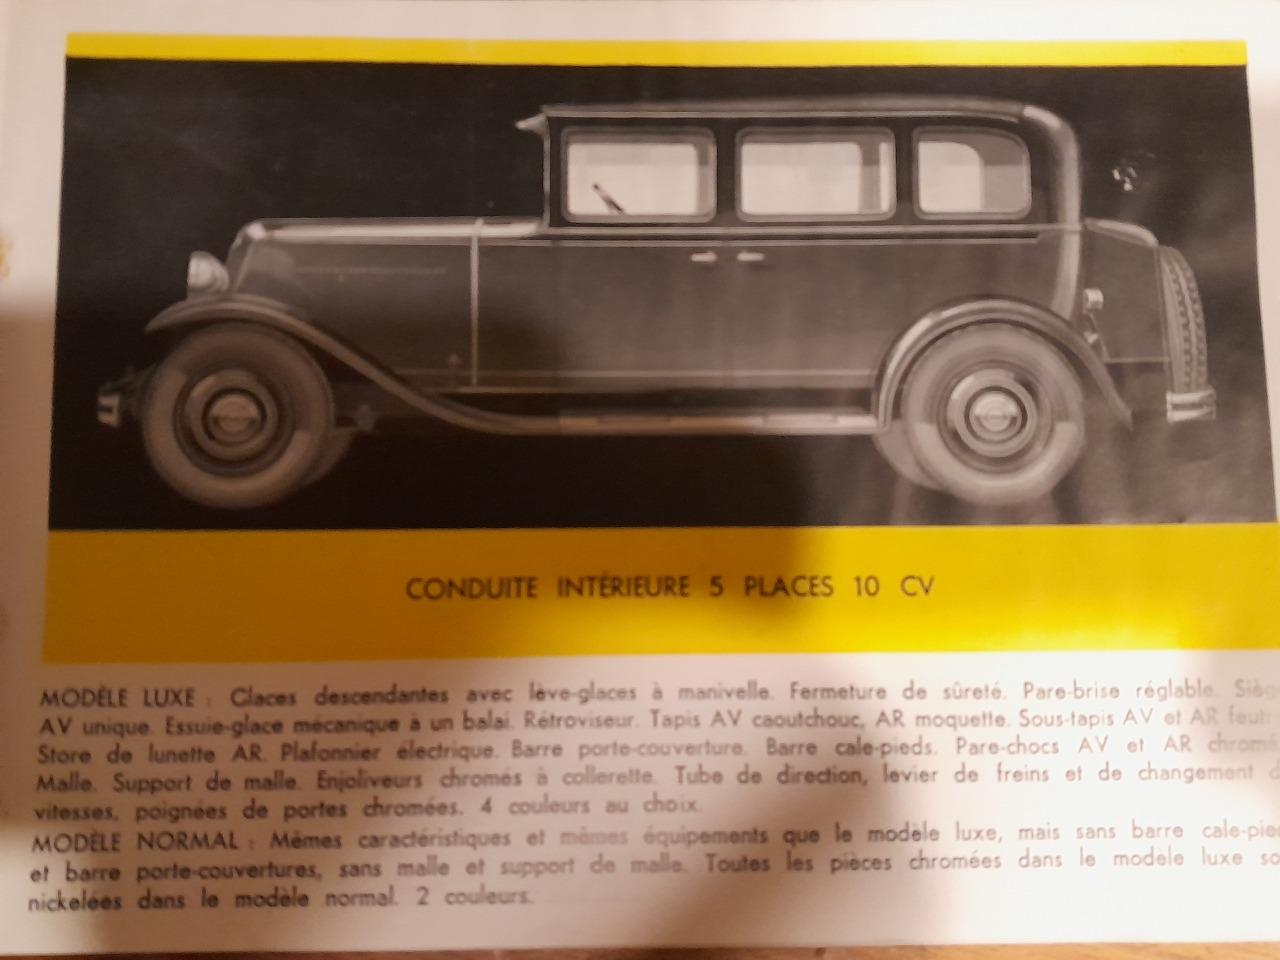 CONDUITE INTÉRIEURE 5 PLACES 10 CV
MODÈLE LUXE : Glaces descendantes avec lève-glaces à manivelle. Fermeture de sûreté. Pare-brise réglable.
AV unique. Essuie-glace mécanique à un balai. Rétroviseur. Tapis AV caoutchouc, AR moquette. Sous-tapis AV et AR
Store de lunette AR. Plafonnier électrique. Barre porte-couverture. Barre cale-pieds. Pare-chocs AV et AR
Malle. Support de malle. Enjoliveurs chromés à collerette. Tube de direction, levier de freins et de changement
vitesses, poignées de portes chromées. 4 couleurs au choix.
MODÈLE NORMAL : Mêmes caractéristiques et mêmes équipements que le modèle luxe, mais sans barre
et barre porte-couvertures, sans malle et support de malle. Toutes les pièces chromées dans le modèle luxe
nickelées dans le modèle normal. 2 couleurs.